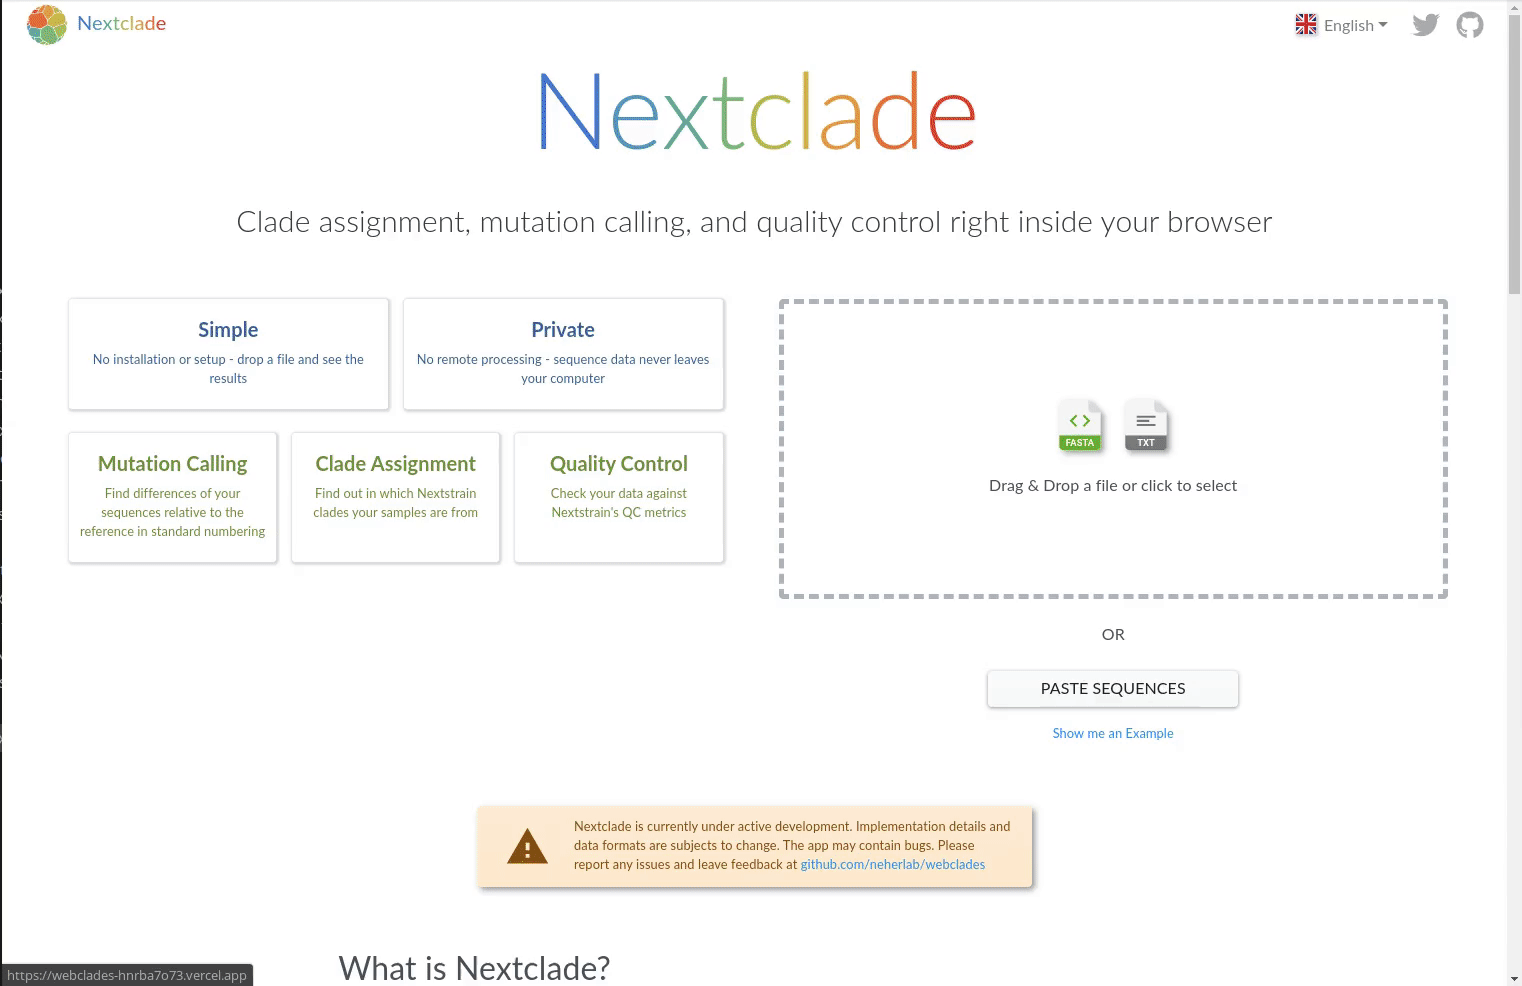 Nextclade
English
Nextclade
Clade assignment, mutation calling, and quality control right inside your browser
Simple
No installation or setup - drop a file and see the
results
Private
No remote processing - sequence data never leaves
your computer
Mutation Calling
Find differences of your
sequences relative to the
reference in standard numbering
Clade Assignment
Find out in which Nextstrain
clades your samples are from
Quality Control
Check your data against
Nextstrain's QC metrics
FASTA
TXT
Drag & Drop a file or click to select
OR
PASTE SEQUENCES
Show me an Example
Nextclade is currently under active development. Implementation details and
data formats are subjects to change. The app may contain bugs. Please
report any issues and leave feedback at github.com/neherlab/webclades
What is Nextclade?
https://webclades-hnrba7o73.vercel.app